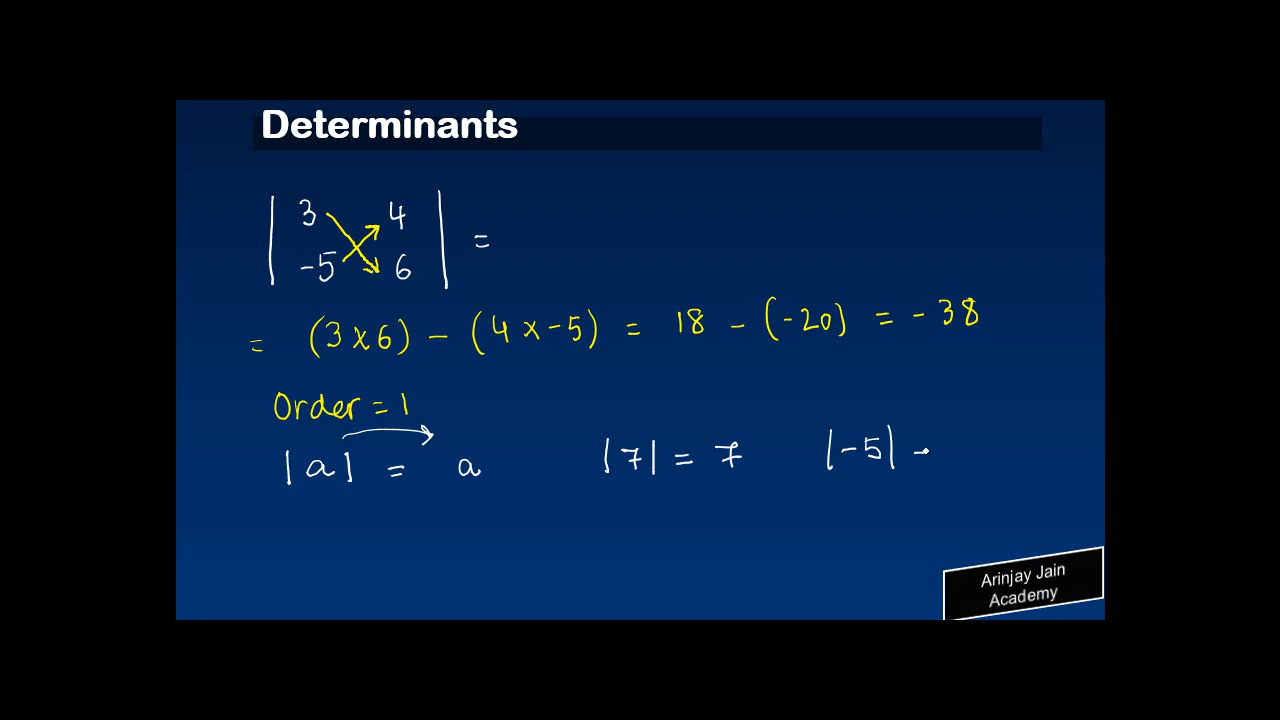 Determinants
| 3 4 |
| -5 6 | =
= (3 x 6) - (4 x -5) = 18 - (-20) = -38
Order = 1
|a| = a |7| = 7 |-5| -
Arinjay Jain
Academy